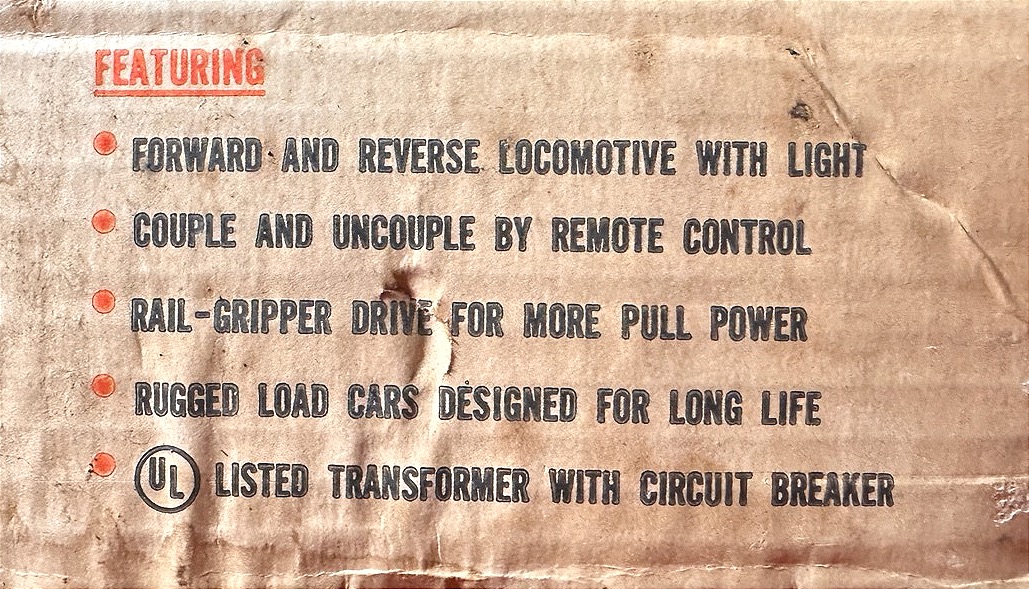 FEATURING
FORWARD AND REVERSE LOCOMOTIVE WITH LIGHT
COUPLE AND UNCOUPLE BY REMOTE CONTROL
RAIL-GRIPPER DRIVE FOR MORE PULL POWER
RUGGED LOAD CARS DESIGNED FOR LONG LIFE
UL LISTED TRANSFORMER WITH CIRCUIT BREAKER